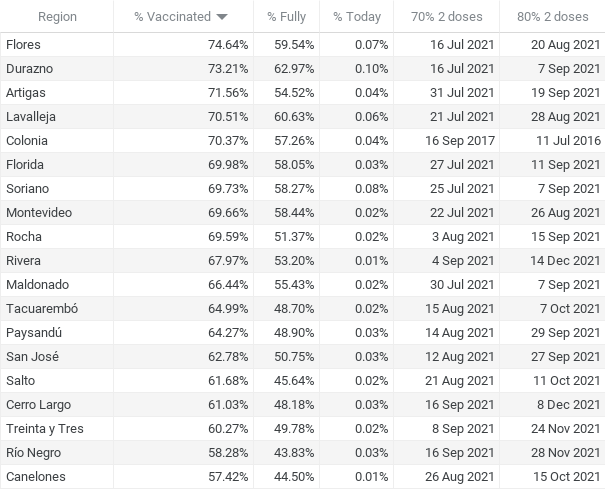 Region % Vaccinated % Fully % Today 70% 2 doses 80% 2 doses
Flores 74.64% 59.54% 0.07% 16 Jul 2021 20 Aug 2021
Durazno 73.21% 62.97% 0.10% 16 Jul 2021 7 Sep 2021
Artigas 71.56% 54.52% 0.04% 31 Jul 2021 19 Sep 2021
Lavalleja 70.51% 60.63% 0.06% 21 Jul 2021 28 Aug 2021
Colonia 70.37% 57.26% 0.04% 16 Sep 2017 11 Jul 2016
Florida 69.98% 58.05% 0.03% 27 Jul 2021 11 Sep 2021
Soriano 69.73% 58.27% 0.08% 25 Jul 2021 7 Sep 2021
Montevideo 69.66% 58.44% 0.02% 22 Jul 2021 26 Aug 2021
Rocha 69.59% 51.37% 0.02% 3 Aug 2021 15 Sep 2021
Rivera 67.97% 53.20% 0.01% 4 Sep 2021 14 Dec 2021
Maldonado 66.44% 55.43% 0.02% 30 Jul 2021 7 Sep 2021
Tacuarembó 64.99% 48.70% 0.02% 15 Aug 2021 7 Oct 2021
Paysandú 64.27% 48.90% 0.03% 14 Aug 2021 29 Sep 2021
San José 62.78% 50.75% 0.03% 12 Aug 2021 27 Sep 2021
Salto 61.68% 45.64% 0.02% 21 Aug 2021 11 Oct 2021
Cerro Largo 61.03% 48.18% 0.03% 16 Sep 2021 8 Dec 2021
Treinta y Tres 60.27% 49.78% 0.02% 8 Sep 2021 24 Nov 2021
Río Negro 58.28% 43.83% 0.03% 16 Sep 2021 28 Nov 2021
Canelones 57.42% 44.50% 0.01% 26 Aug 2021 15 Oct 2021